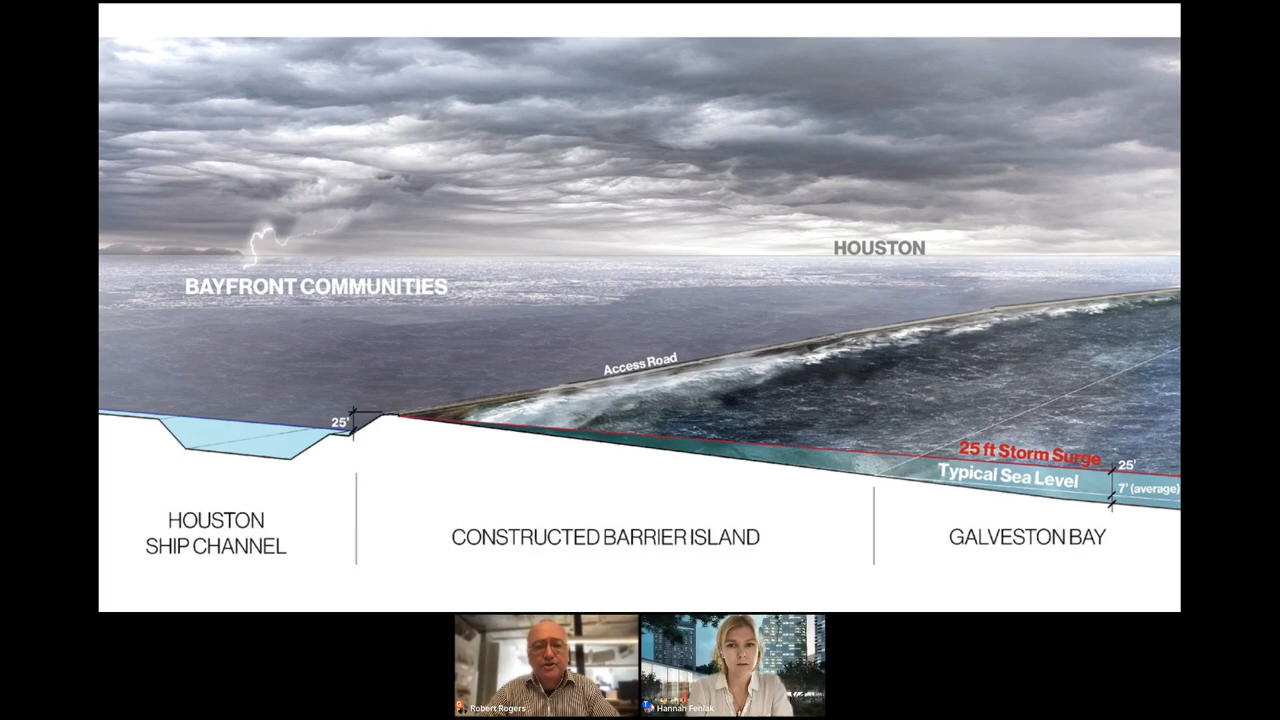 HOUSTON
BAYFRONT COMMUNITIES
Access Road
25'
25 ft Storm Surge
25'
Typical Sea Level
7' (average)
HOUSTON
SHIP CHANNEL
CONSTRUCTED BARRIER ISLAND
GALVESTON BAY
Robert Rogers
Hannah Feniak